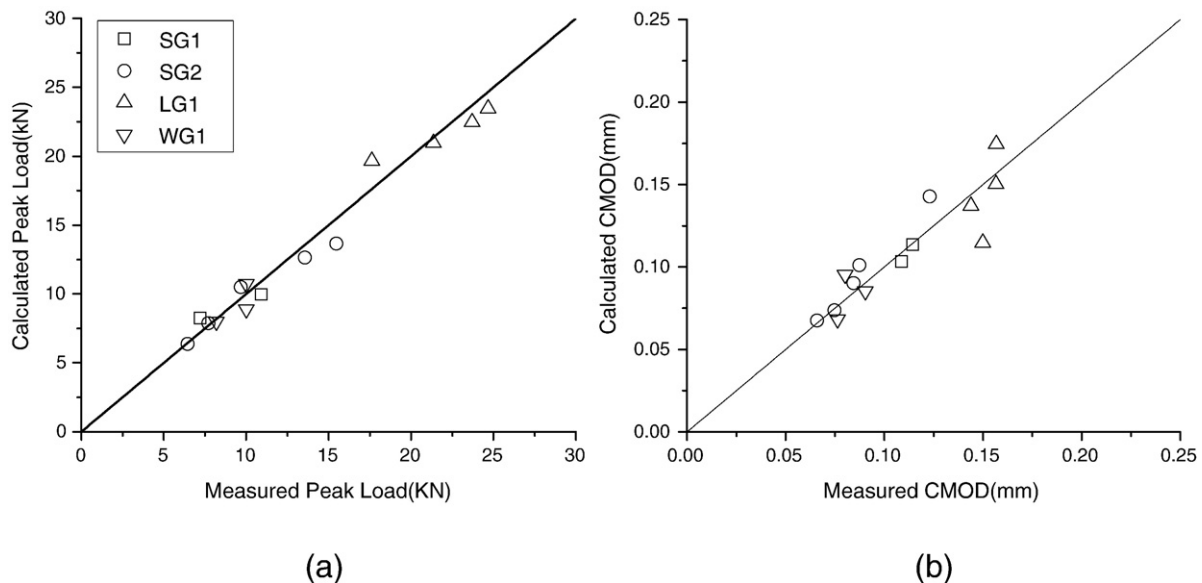 30
25
20
15
10
5
0
Calculated Peak Load(kN)
SG1
SG2
LG1
WG1
0 5 10 15 20 25 30
Measured Peak Load(KN)
(a)
0.25
0.20
0.15
0.10
0.05
0.00
Calculated CMOD(mm)
0.00 0.05 0.10 0.15 0.20 0.25
Measured CMOD(mm)
(b)